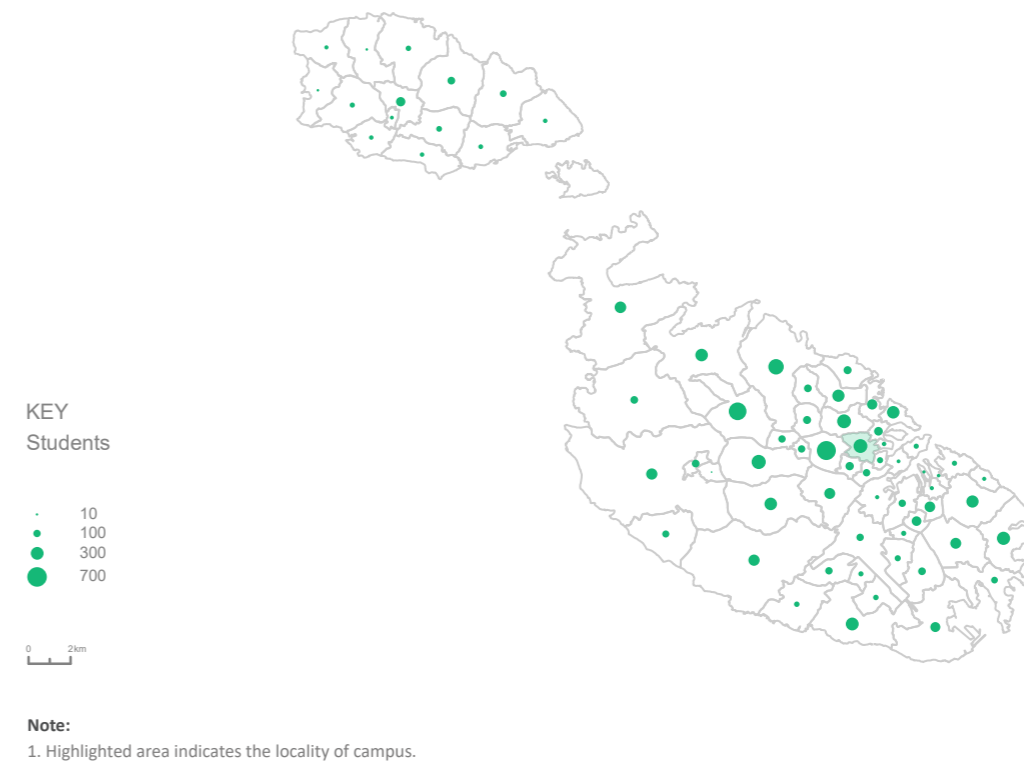 KEY
Students
10
100
300
700
0 2km
Note:
1. Highlighted area indicates the locality of campus.